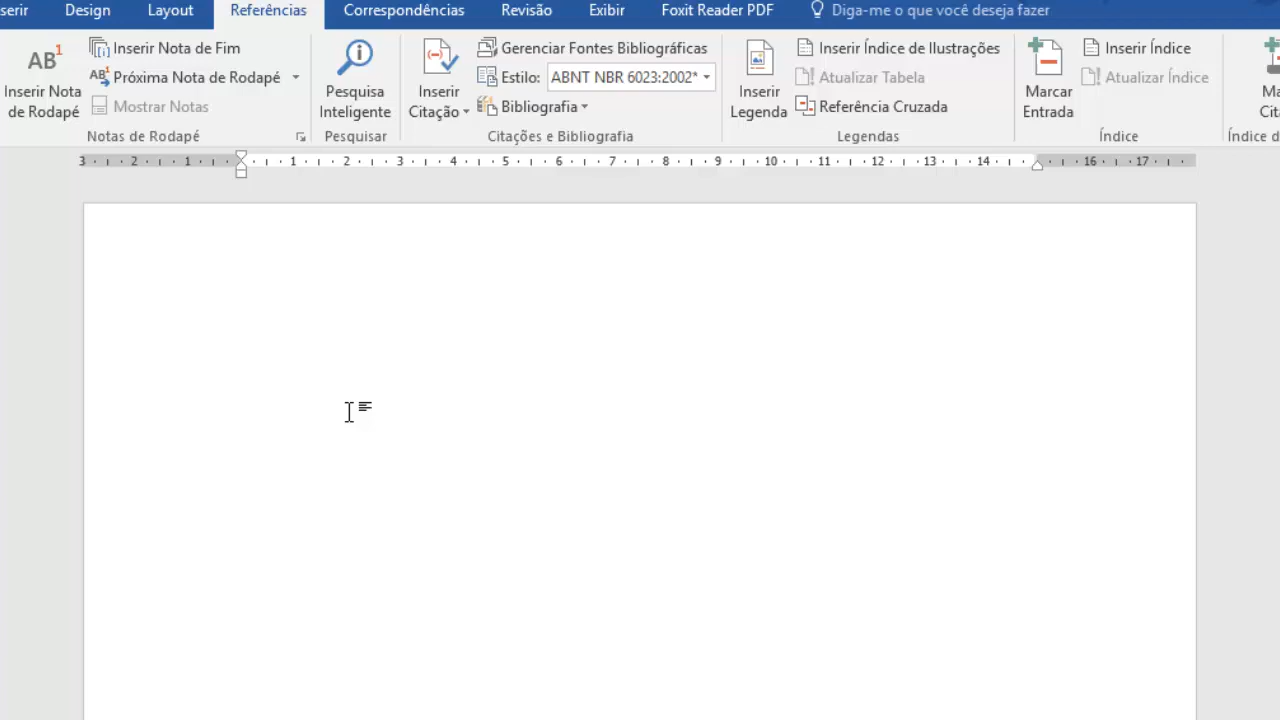 serir Design Layout Referências Correspondências Revisão Exibir Foxit Reader PDF Diga-me o que você deseja fazer
AB1 Inserir Nota de Rodapé
Inserir Nota de Fim
AB1 Próxima Nota de Rodapé
Mostrar Notas
Notas de Rodapé
Pesquisa Inteligente
Pesquisar
Inserir Citação
Gerenciar Fontes Bibliográficas
Estilo: ABNT NBR 6023:2002*
Bibliografia
Citações e Bibliografia
Inserir Legenda
Inserir Índice de Ilustrações
Atualizar Tabela
Referência Cruzada
Legendas
Marcar Entrada
Inserir Índice
Atualizar Índice
Índice
Ma
Cita
Índice d
3 2 1 1 2 3 4 5 6 7 8 9 10 11 12 13 14 16 17